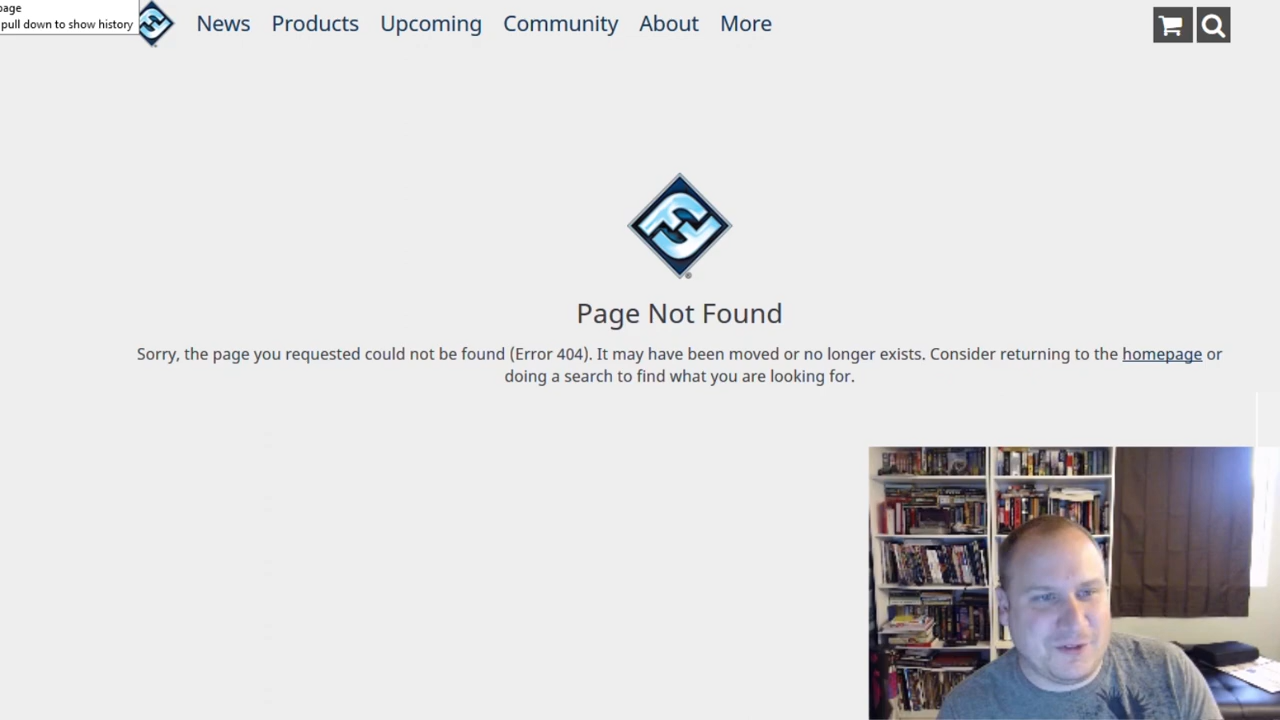 page
pull down to show history
News Products Upcoming Community About More
Page Not Found
Sorry, the page you requested could not be found (Error 404). It may have been moved or no longer exists. Consider returning to the homepage or
doing a search to find what you are looking for.